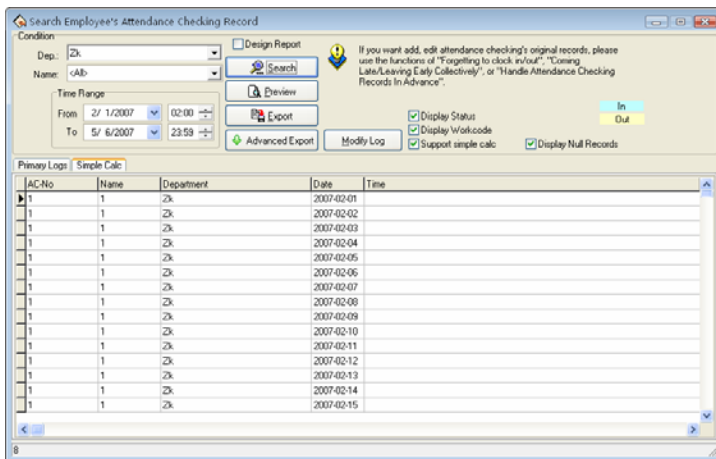 Search Employee's Attendance Checking Record
Condition
Dep.: Zk
Name: <All>
Time Range
From 2/ 1/2007 02:00
To 5/ 6/2007 23:59
Design Report
Search
Preview
Export
Advanced Export
Modify Log
If you want add, edit attendance checking's original records, please
use the functions of "Forgetting to clock in/out", "Coming
Late/Leaving Early Collectively", or "Handle Attendance Checking
Records In Advance".
Display Status
Display Workcode
Support simple calc
Display Null Records
In
Out
Primary Logs Simple Calc
AC-No Name Department Date Time
1 1 Zk 2007-02-01
1 1 Zk 2007-02-02
1 1 Zk 2007-02-03
1 1 Zk 2007-02-04
1 1 Zk 2007-02-05
1 1 Zk 2007-02-06
1 1 Zk 2007-02-07
1 1 Zk 2007-02-08
1 1 Zk 2007-02-09
1 1 Zk 2007-02-10
1 1 Zk 2007-02-11
1 1 Zk 2007-02-12
1 1 Zk 2007-02-13
1 1 Zk 2007-02-14
1 1 Zk 2007-02-15
8